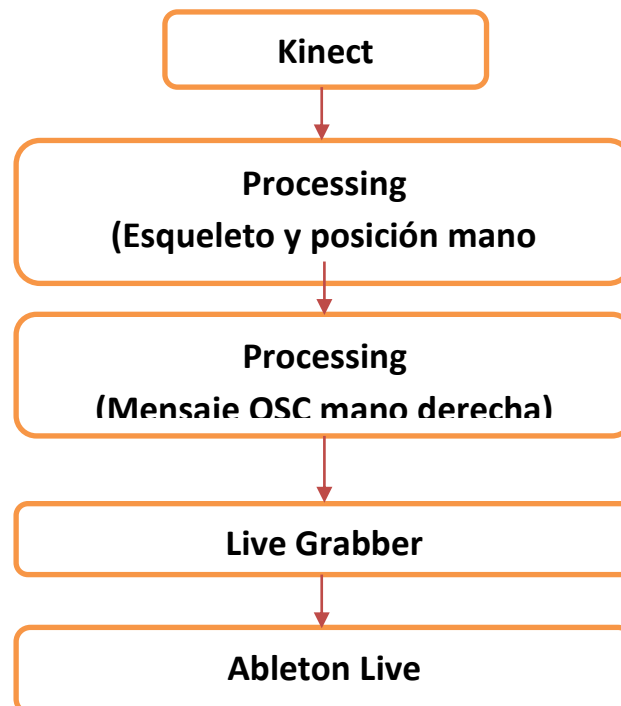 Kinect
Processing
(Esqueleto y posición mano
Processing
(Mensaje OSC mano derecha)
Live Grabber
Ableton Live